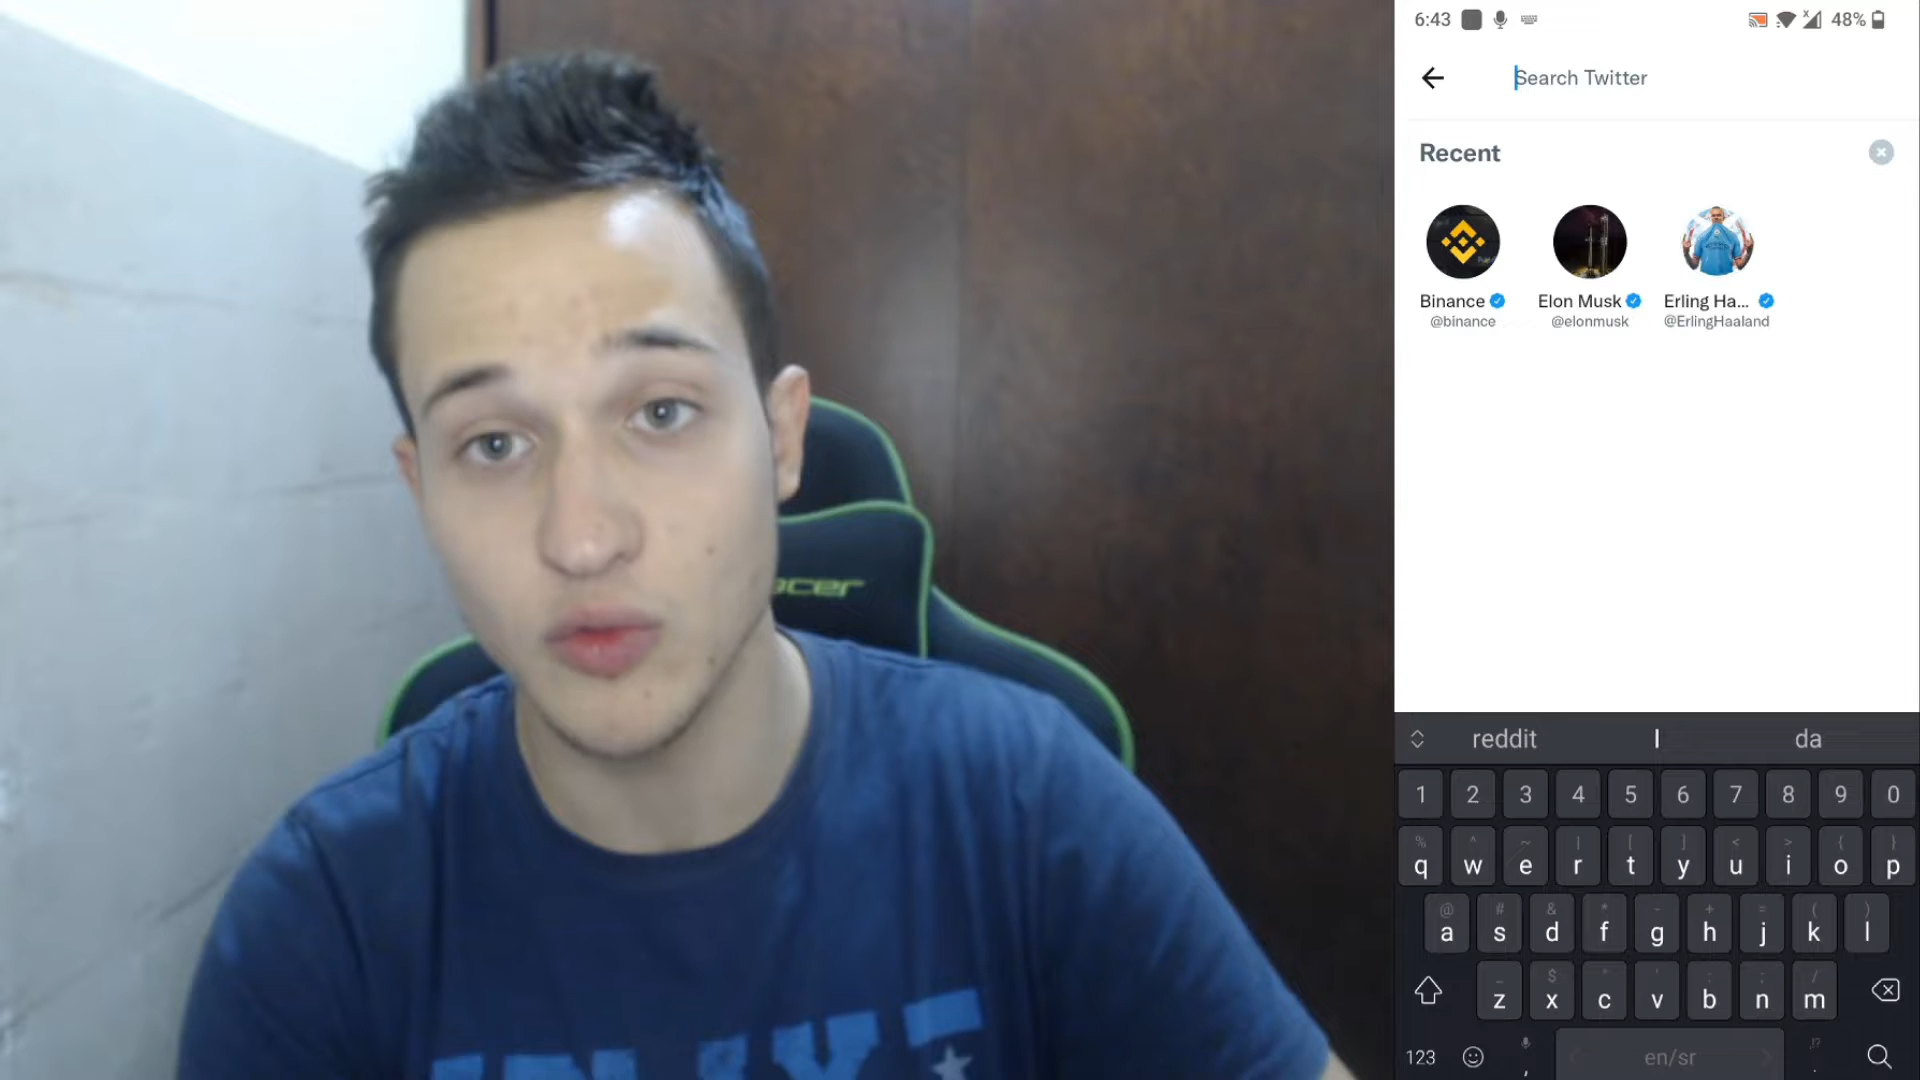 6:43
48%
Search Twitter
Recent
Binance
@binance
Elon Musk
@elonmusk
Erling Ha...
@ErlingHaaland
acer
reddit
I
da
1 2 3 4 5 6 7 8 9 0
q w e r t y u i o p
a s d f g h j k l
z x c v b n m
123
en/sr